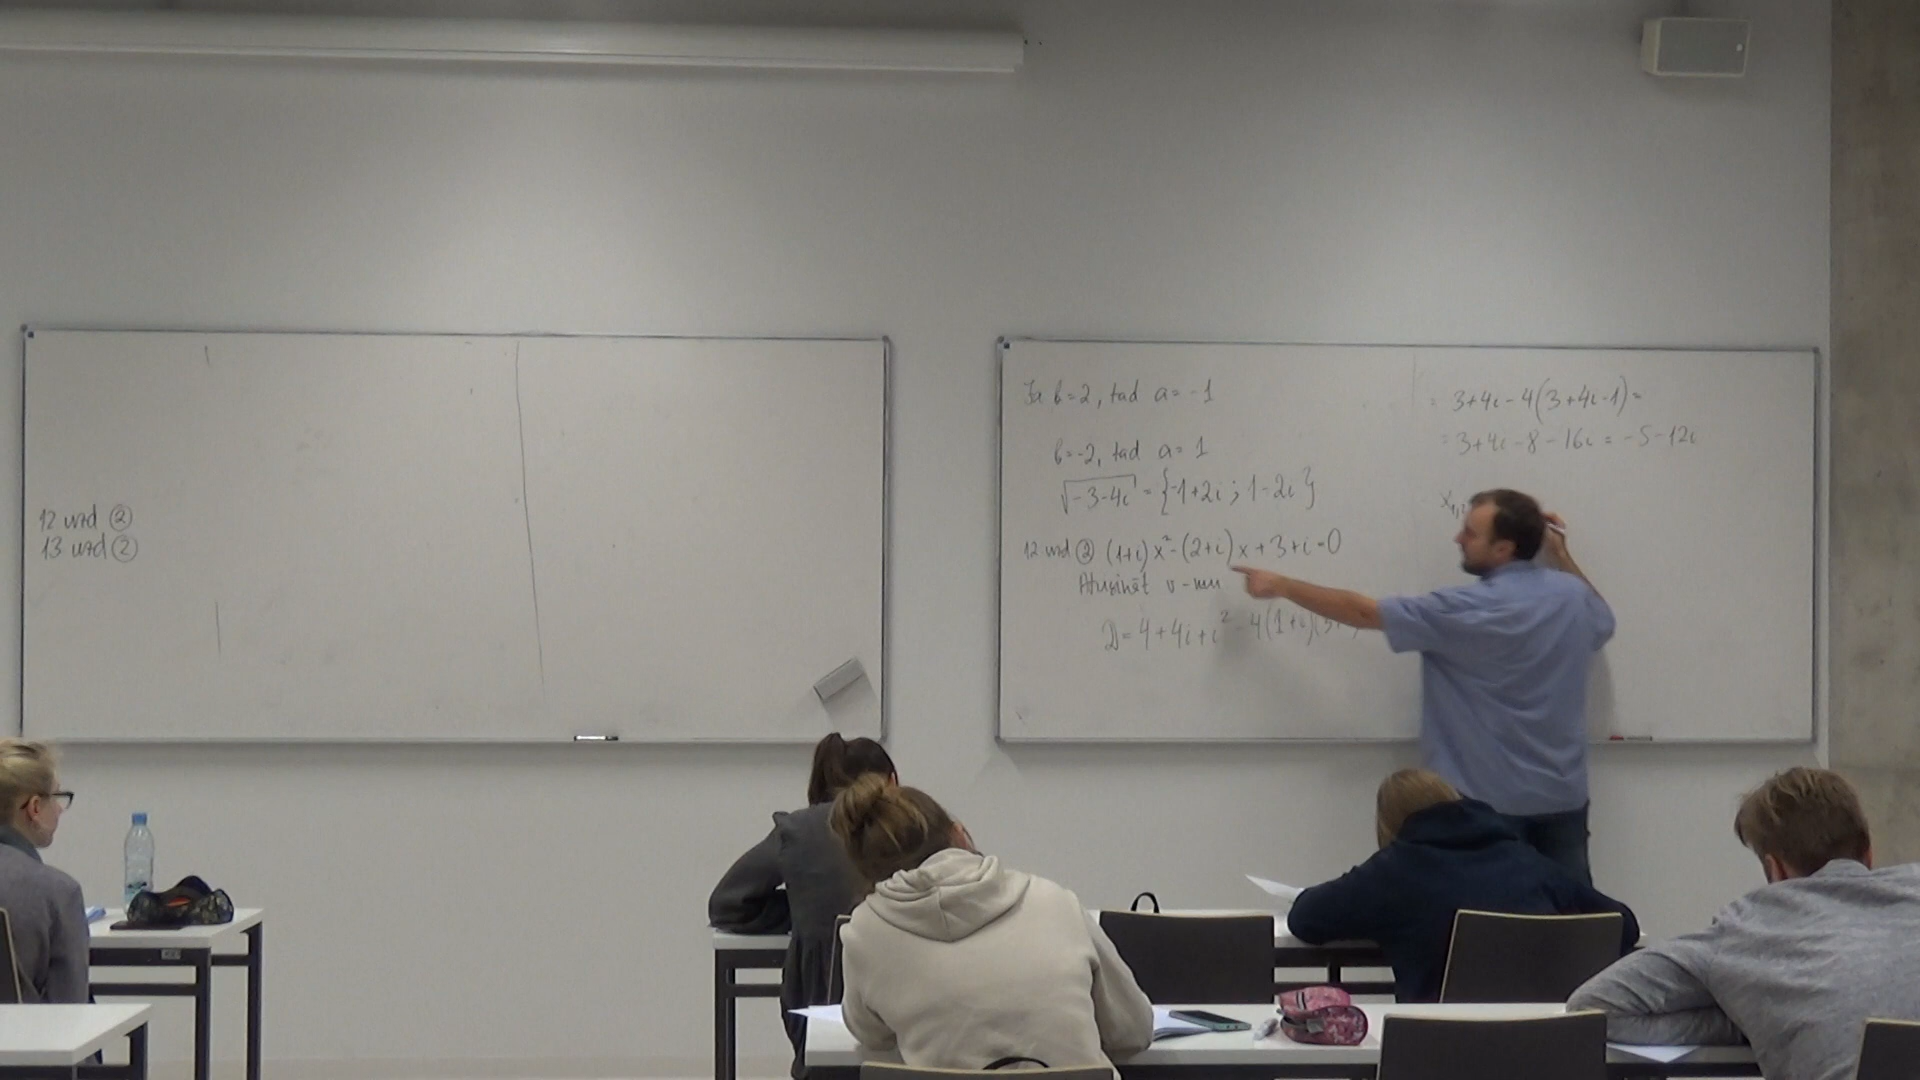 12 uzd ②
13 uzd ②
Ja b=2, tad a=-1
b=-2, tad a=1
√-3-4i = {-1+2i ; 1-2i}
12 uzd ② (1+i)x²-(2+i)x+3+i=0
Atrisināt v-mu
D=4+4i+i²-4(1+i)(3+
= 3+4i-4(3+4i-1)=
= 3+4i-8-16i = -5-12i
x₁,₂